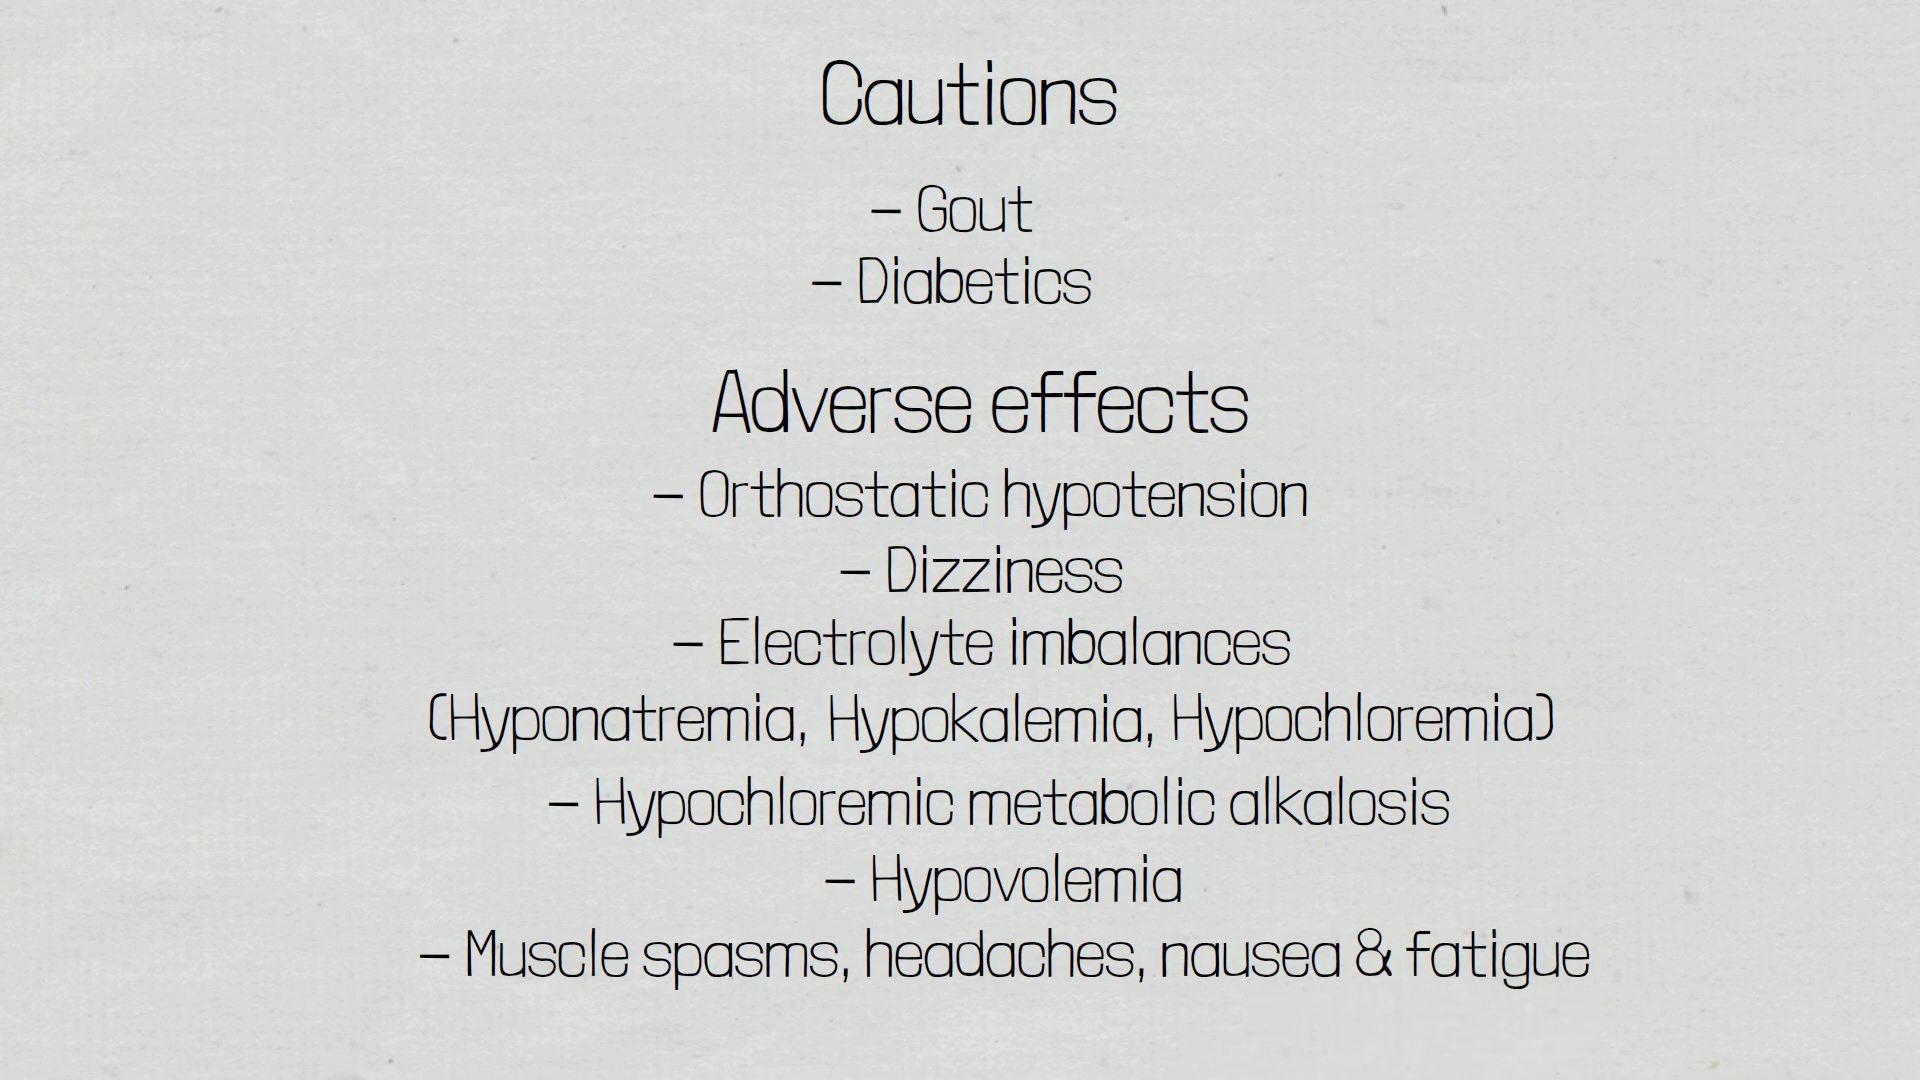 Cautions
– Gout
– Diabetics
Adverse effects
– Orthostatic hypotension
– Dizziness
– Electrolyte imbalances
(Hyponatremia, Hypokalemia, Hypochloremia)
– Hypochloremic metabolic alkalosis
– Hypovolemia
– Muscle spasms, headaches, nausea & fatigue